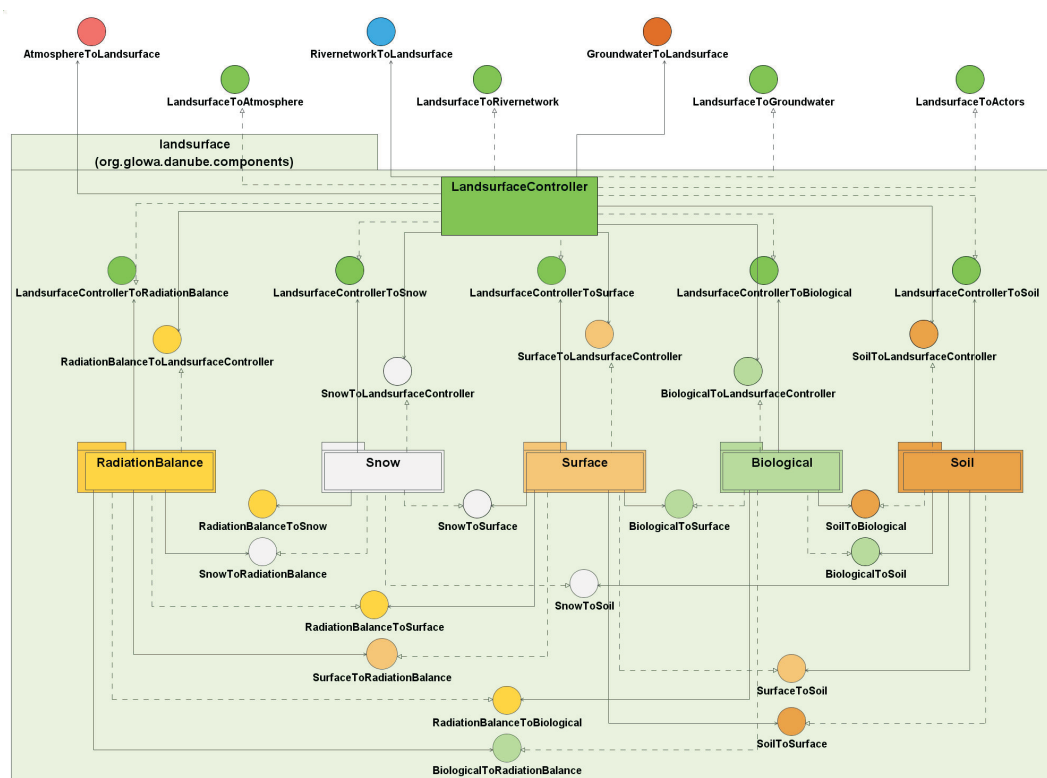 AtmosphereToLandsurface
RivernetworkToLandsurface
GroundwaterToLandsurface
LandsurfaceToAtmosphere
LandsurfaceToRivernetwork
LandsurfaceToGroundwater
LandsurfaceToActors
landsurface
(org.glowa.danube.components)
LandsurfaceController
LandsurfaceControllerToRadiationBalance
LandsurfaceControllerToSnow
LandsurfaceControllerToSurface
LandsurfaceControllerToBiological
LandsurfaceControllerToSoil
RadiationBalanceToLandsurfaceController
SurfaceToLandsurfaceController
SoilToLandsurfaceController
SnowToLandsurfaceController
BiologicalToLandsurfaceController
RadiationBalance
Snow
Surface
Biological
Soil
RadiationBalanceToSnow
SnowToSurface
BiologicalToSurface
SoilToBiological
SnowToRadiationBalance
BiologicalToSoil
SnowToSoil
RadiationBalanceToSurface
SurfaceToRadiationBalance
SurfaceToSoil
RadiationBalanceToBiological
SoilToSurface
BiologicalToRadiationBalance